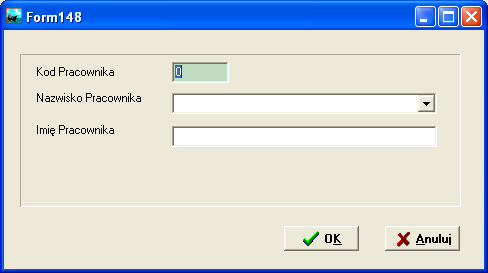 Form148
Kod Pracownika 0
Nazwisko Pracownika
Imię Pracownika
OK Anuluj